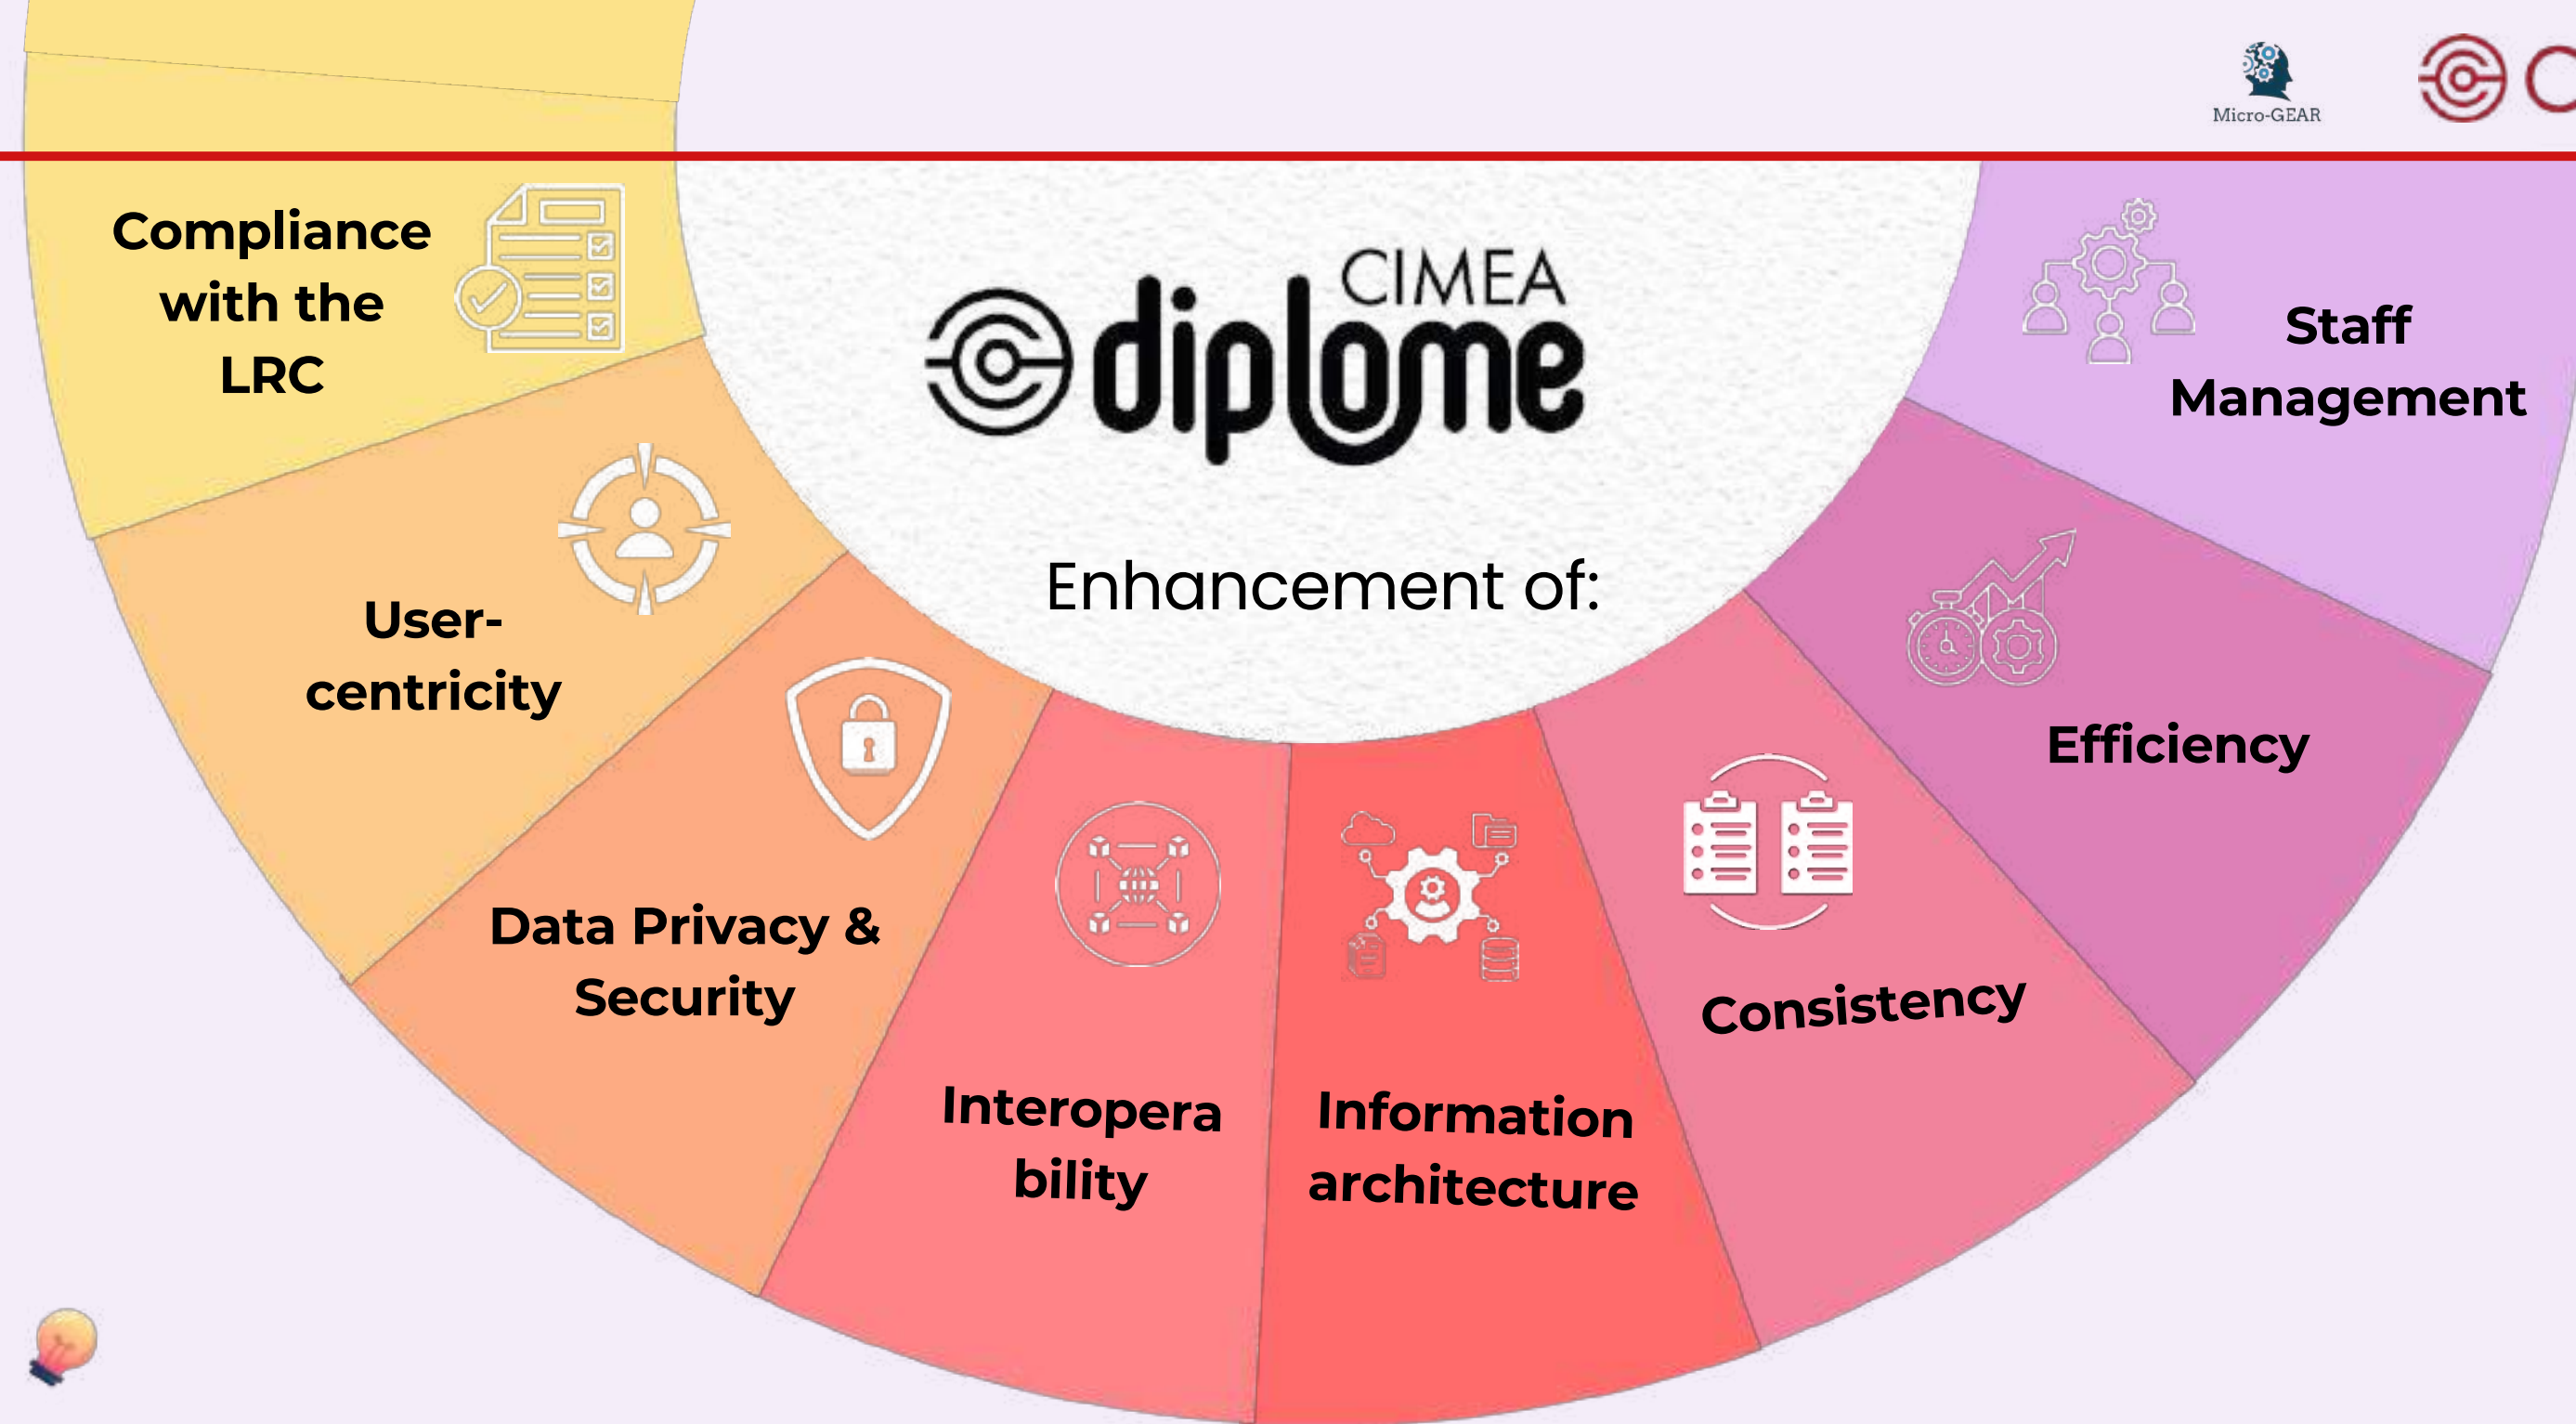 Micro-GEAR
CIMEA
diplome
Enhancement of:
Compliance
with the
LRC
User-
centricity
Data Privacy &
Security
Interopera
bility
Information
architecture
Consistency
Efficiency
Staff
Management